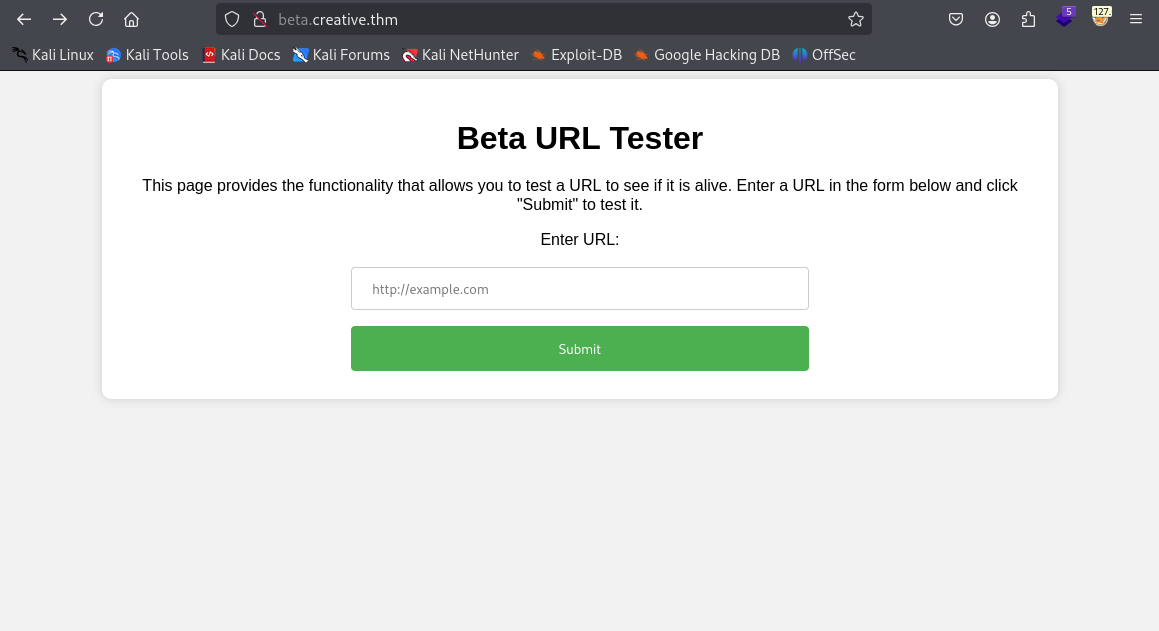 beta.creative.thm
5
127.
Kali Linux Kali Tools Kali Docs Kali Forums Kali NetHunter Exploit-DB Google Hacking DB OffSec
Beta URL Tester
This page provides the functionality that allows you to test a URL to see if it is alive. Enter a URL in the form below and click
"Submit" to test it.
Enter URL:
http://example.com
Submit